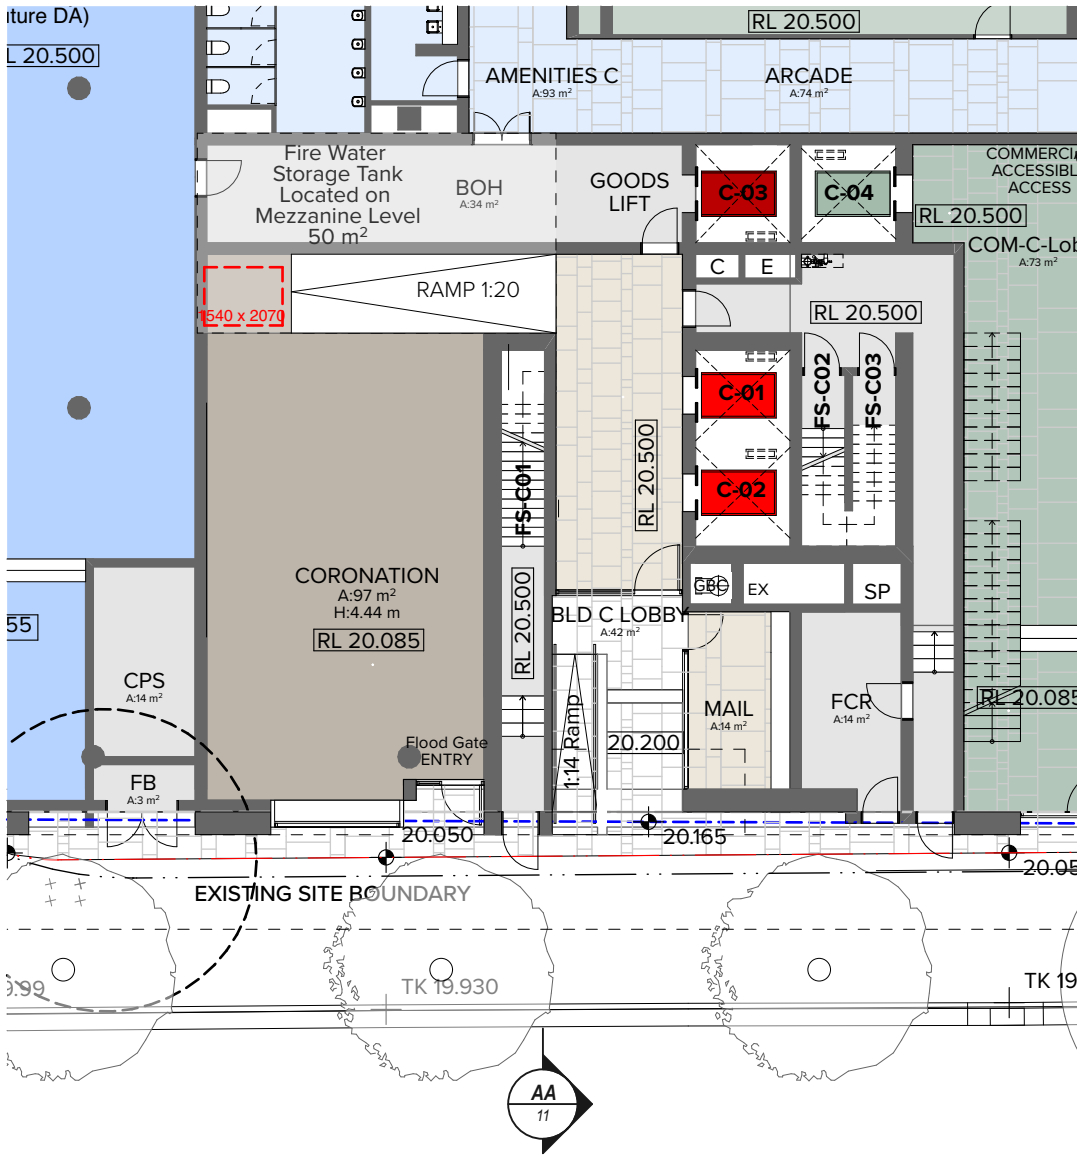 uture DA)
L 20.500
RL 20.500
AMENITIES C
A:93 m²
ARCADE
A:74 m²
Fire Water
Storage Tank
Located on
Mezzanine Level
50 m²
BOH
A:34 m²
GOODS
LIFT
C-03
C-04
COMMERCIA
ACCESSIBL
ACCESS
RL 20.500
COM-C-Lob
A:73 m²
C
E
RAMP 1:20
1540 x 2070
RL 20.500
FS-C02
FS-C03
C-01
C-02
FS-C01
RL 20.500
RL 20.500
CORONATION
A:97 m²
H:4.44 m
RL 20.085
GBC
EX
SP
BLD C LOBBY
A:42 m²
55
CPS
A:14 m²
1:14 Ramp
MAIL
A:14 m²
FCR
A:14 m²
RL 20.085
20.200
Flood Gate
ENTRY
FB
A:3 m²
20.050
20.165
20.05
EXISTING SITE BOUNDARY
9.99
TK 19.930
TK 19
AA
11